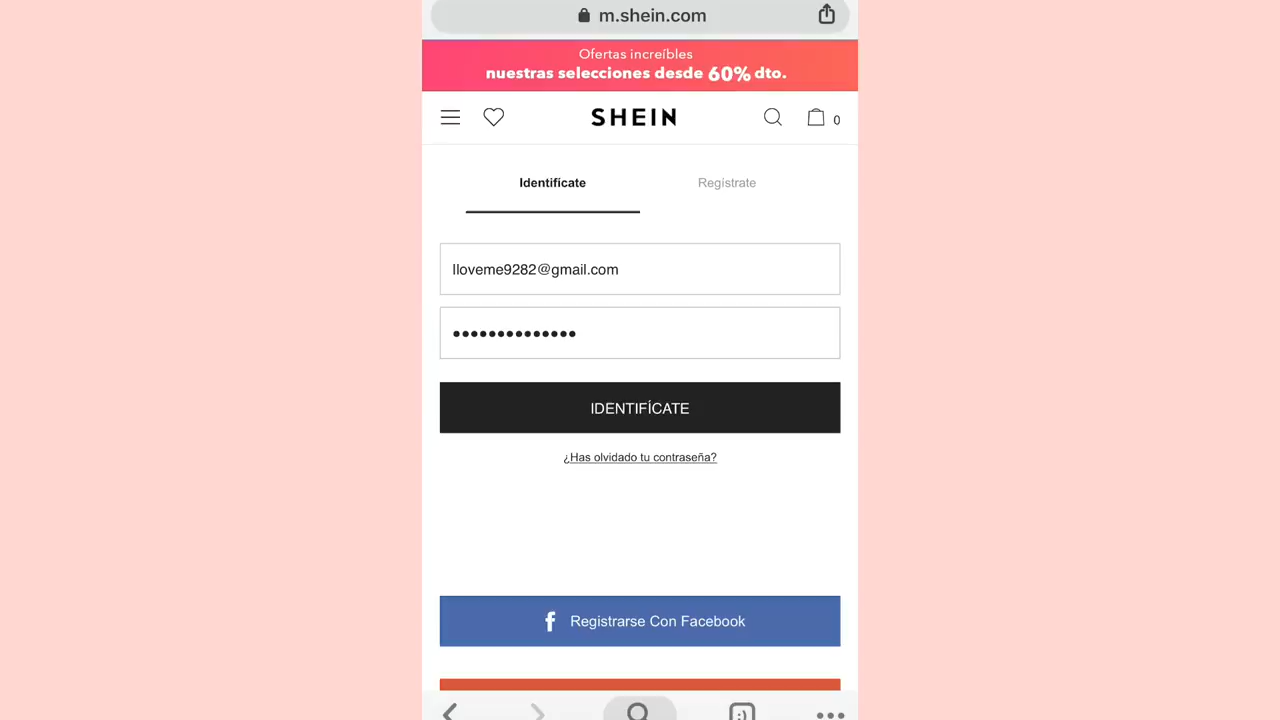 m.shein.com
Ofertas increíbles
nuestras selecciones desde 60% dto.
SHEIN
0
Identifícate
Regístrate
lloveme9282@gmail.com
IDENTIFÍCATE
¿Has olvidado tu contraseña?
f Registrarse Con Facebook
:)